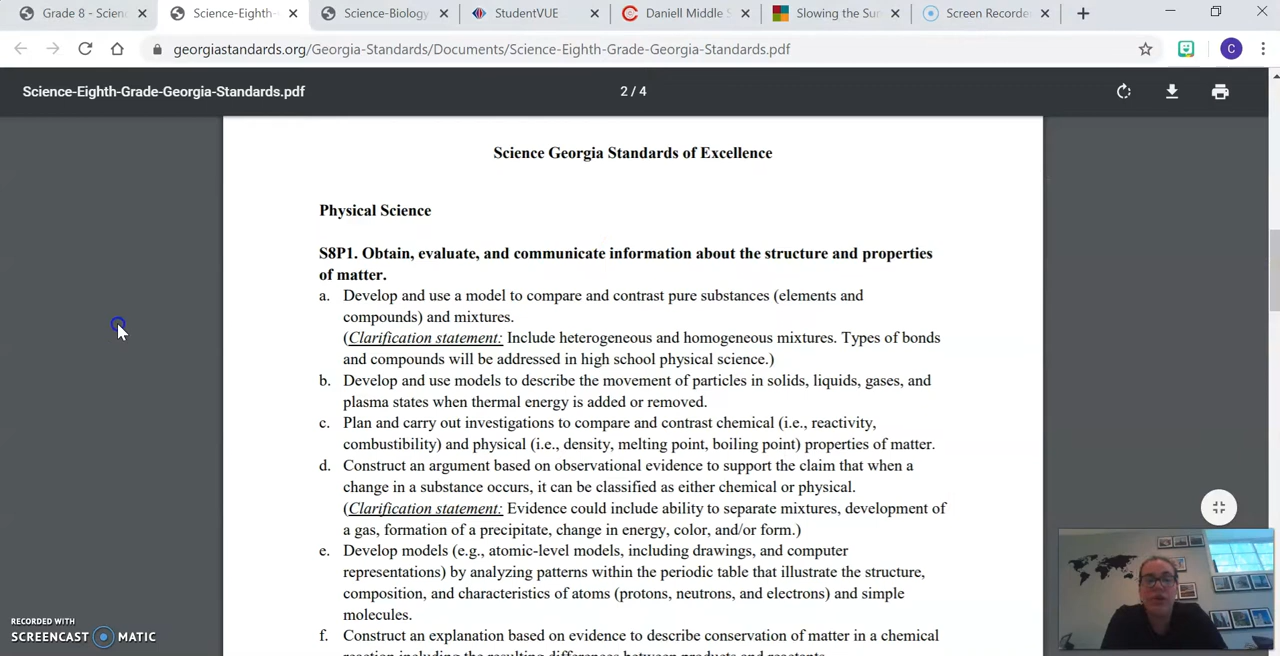 Grade 8 - Scienc
Science-Eighth-
Science-Biology
StudentVUE
Daniell Middle S
Slowing the Sun
Screen Recorde
georgiastandards.org/Georgia-Standards/Documents/Science-Eighth-Grade-Georgia-Standards.pdf
C
Science-Eighth-Grade-Georgia-Standards.pdf
2 / 4
Science Georgia Standards of Excellence
Physical Science
S8P1. Obtain, evaluate, and communicate information about the structure and properties
of matter.
a. Develop and use a model to compare and contrast pure substances (elements and
compounds) and mixtures.
(Clarification statement: Include heterogeneous and homogeneous mixtures. Types of bonds
and compounds will be addressed in high school physical science.)
b. Develop and use models to describe the movement of particles in solids, liquids, gases, and
plasma states when thermal energy is added or removed.
c. Plan and carry out investigations to compare and contrast chemical (i.e., reactivity,
combustibility) and physical (i.e., density, melting point, boiling point) properties of matter.
d. Construct an argument based on observational evidence to support the claim that when a
change in a substance occurs, it can be classified as either chemical or physical.
(Clarification statement: Evidence could include ability to separate mixtures, development of
a gas, formation of a precipitate, change in energy, color, and/or form.)
e. Develop models (e.g., atomic-level models, including drawings, and computer
representations) by analyzing patterns within the periodic table that illustrate the structure,
composition, and characteristics of atoms (protons, neutrons, and electrons) and simple
molecules.
f. Construct an explanation based on evidence to describe conservation of matter in a chemical
reaction including the resulting differences between products and reactants.
RECORDED WITH
SCREENCAST MATIC